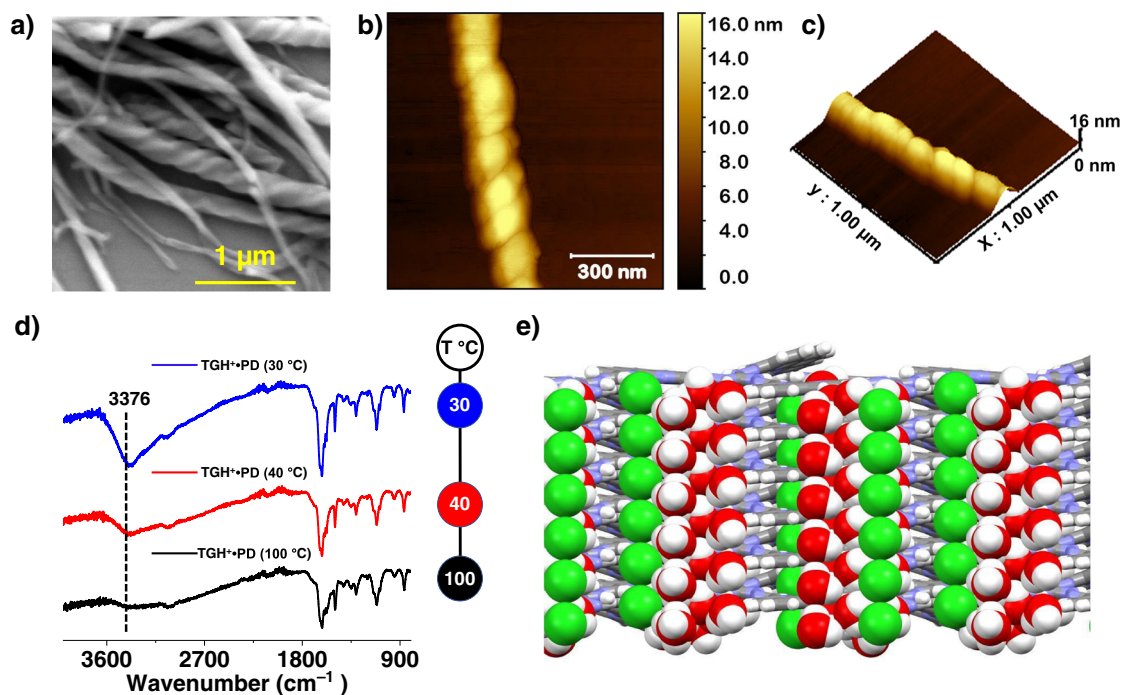 a)
1 µm
b)
300 nm
16.0 nm
14.0
12.0
10.0
8.0
6.0
4.0
0.0
c)
16 nm
0 nm
y : 1.00 µm
X : 1.00 µm
d)
TGH⁺•PD (30 °C)
3376
TGH⁺•PD (40 °C)
TGH⁺•PD (100 °C)
3600 2700 1800 900
Wavenumber (cm⁻¹)
T °C
30
40
100
e)